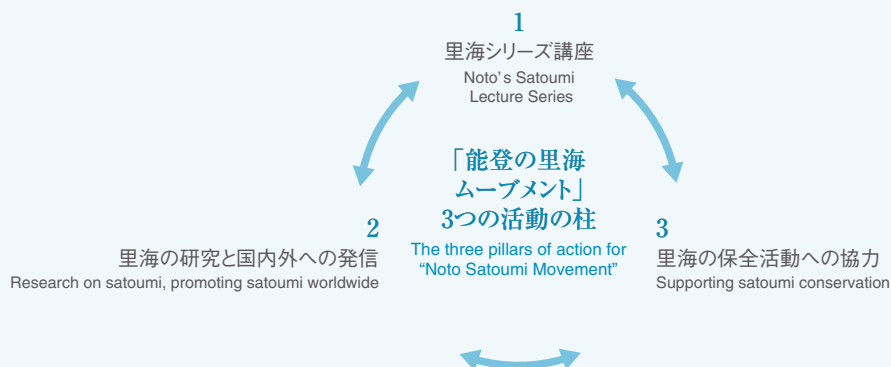 1
里海シリーズ講座
Noto's Satoumi
Lecture Series
「能登の里海
ムーブメント」
3つの活動の柱
The three pillars of action for
“Noto Satoumi Movement”
2
里海の研究と国内外への発信
Research on satoumi, promoting satoumi worldwide
3
里海の保全活動への協力
Supporting satoumi conservation